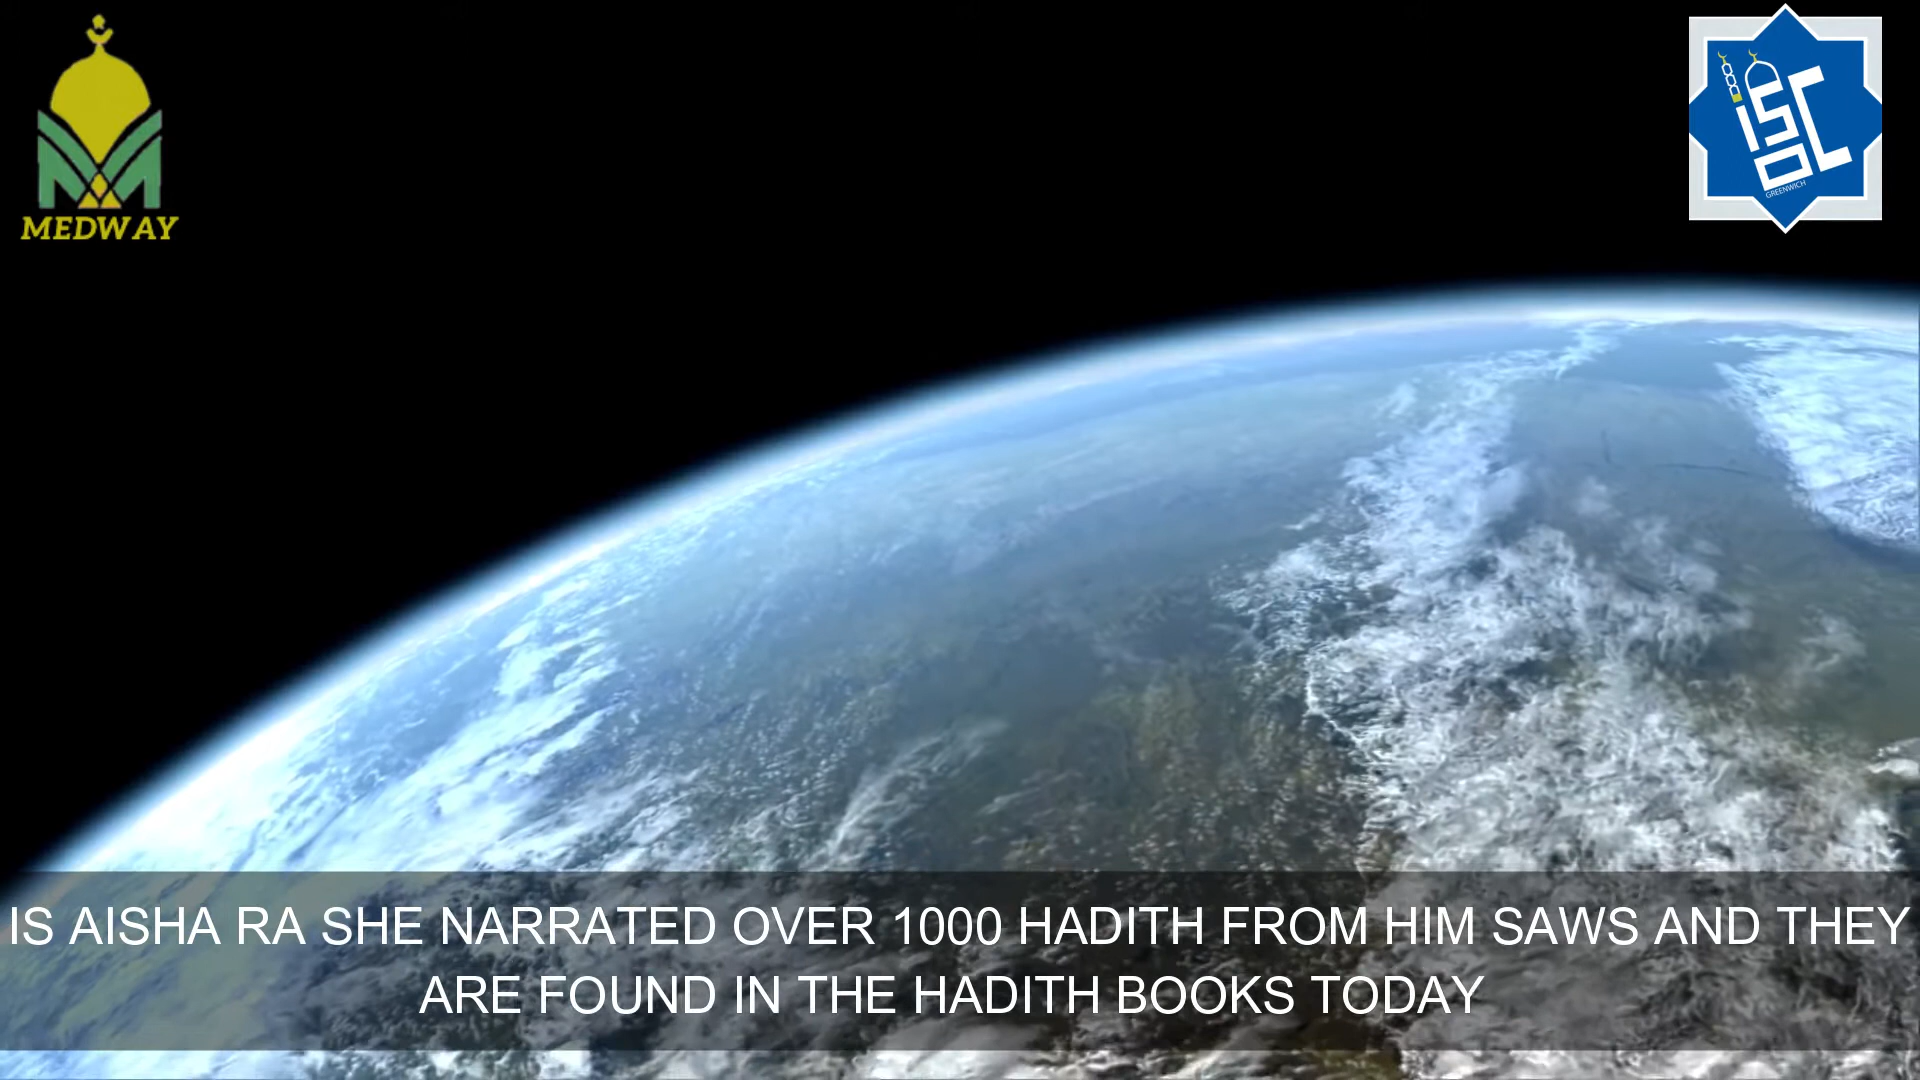 MEDWAY
ISOC
GREENWICH
IS AISHA RA SHE NARRATED OVER 1000 HADITH FROM HIM SAWS AND THEY
ARE FOUND IN THE HADITH BOOKS TODAY